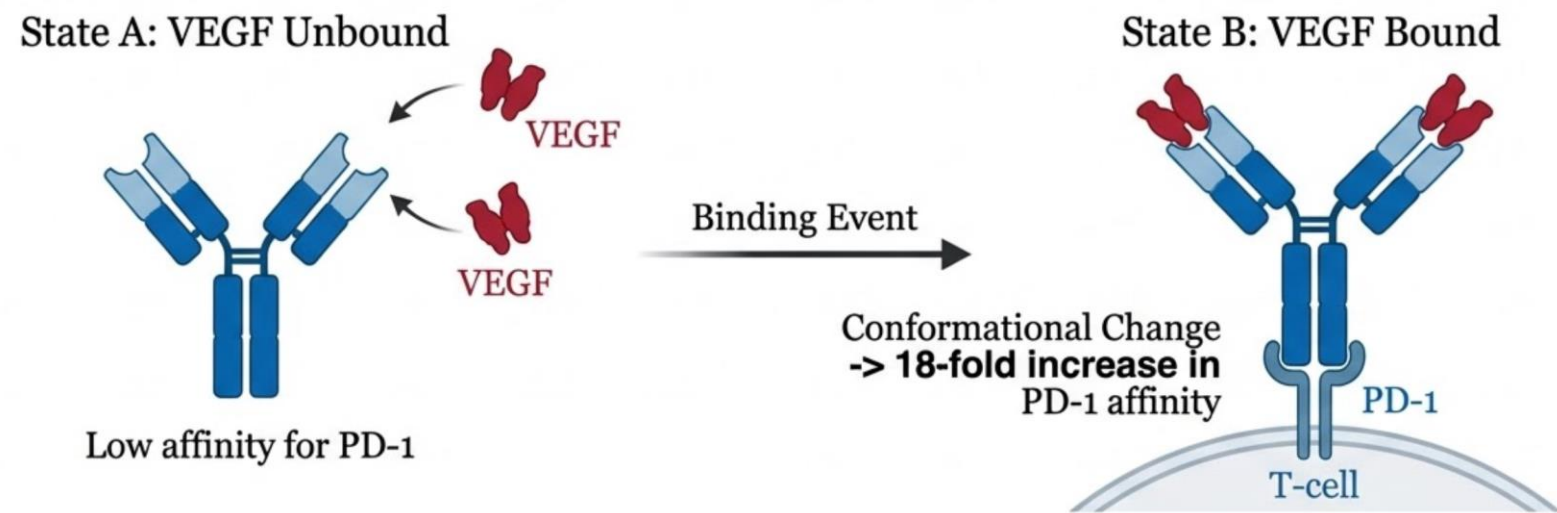 State A: VEGF Unbound
VEGF
VEGF
Low affinity for PD-1
Binding Event
Conformational Change
-> 18-fold increase in
PD-1 affinity
State B: VEGF Bound
PD-1
T-cell